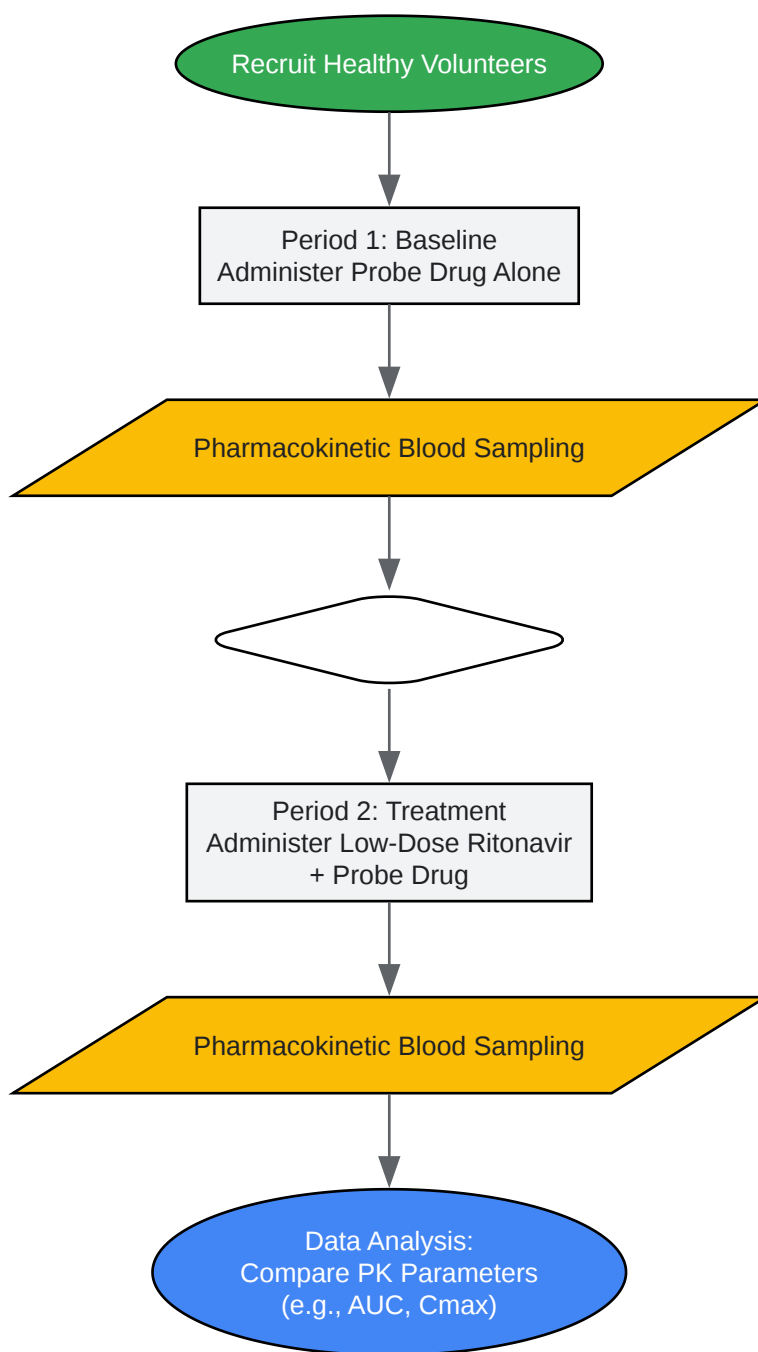 Recruit Healthy Volunteers
Period 1: Baseline
Administer Probe Drug Alone
Pharmacokinetic Blood Sampling
Period 2: Treatment
Administer Low-Dose Ritonavir
+ Probe Drug
Pharmacokinetic Blood Sampling
Data Analysis:
Compare PK Parameters
(e.g., AUC, Cmax)